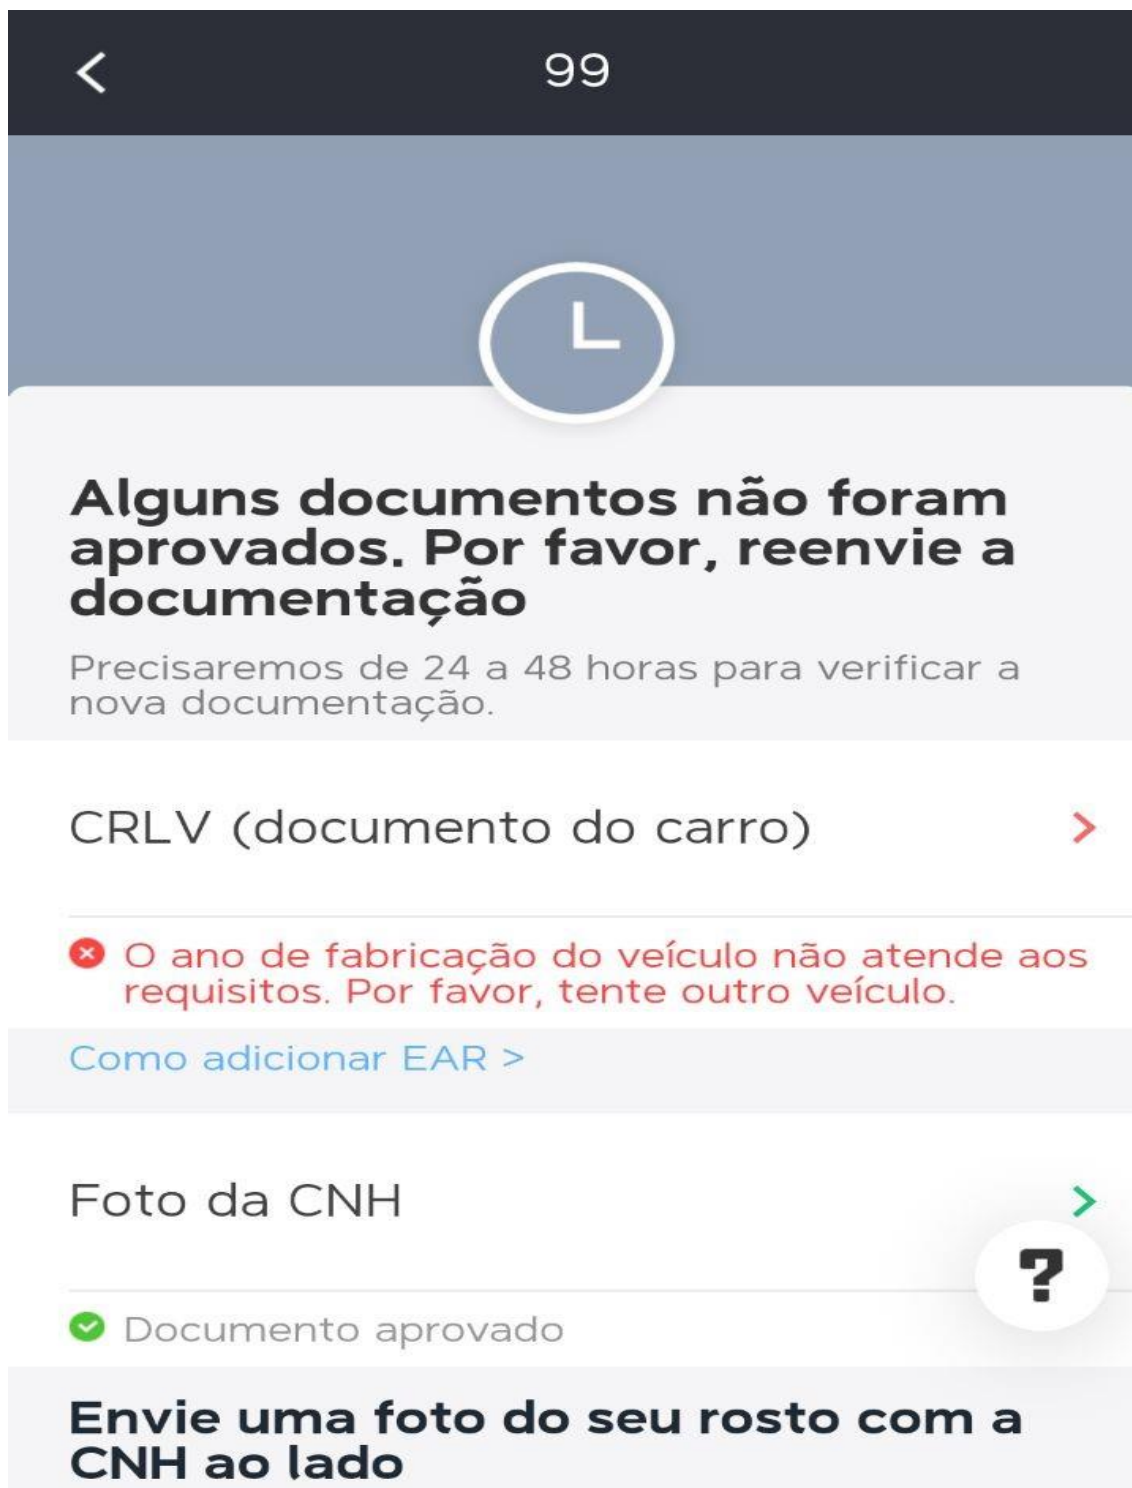 99
Alguns documentos não foram
aprovados. Por favor, reenvie a
documentação
Precisaremos de 24 a 48 horas para verificar a
nova documentação.
CRLV (documento do carro)
O ano de fabricação do veículo não atende aos
requisitos. Por favor, tente outro veículo.
Como adicionar EAR >
Foto da CNH
?
Documento aprovado
Envie uma foto do seu rosto com a
CNH ao lado